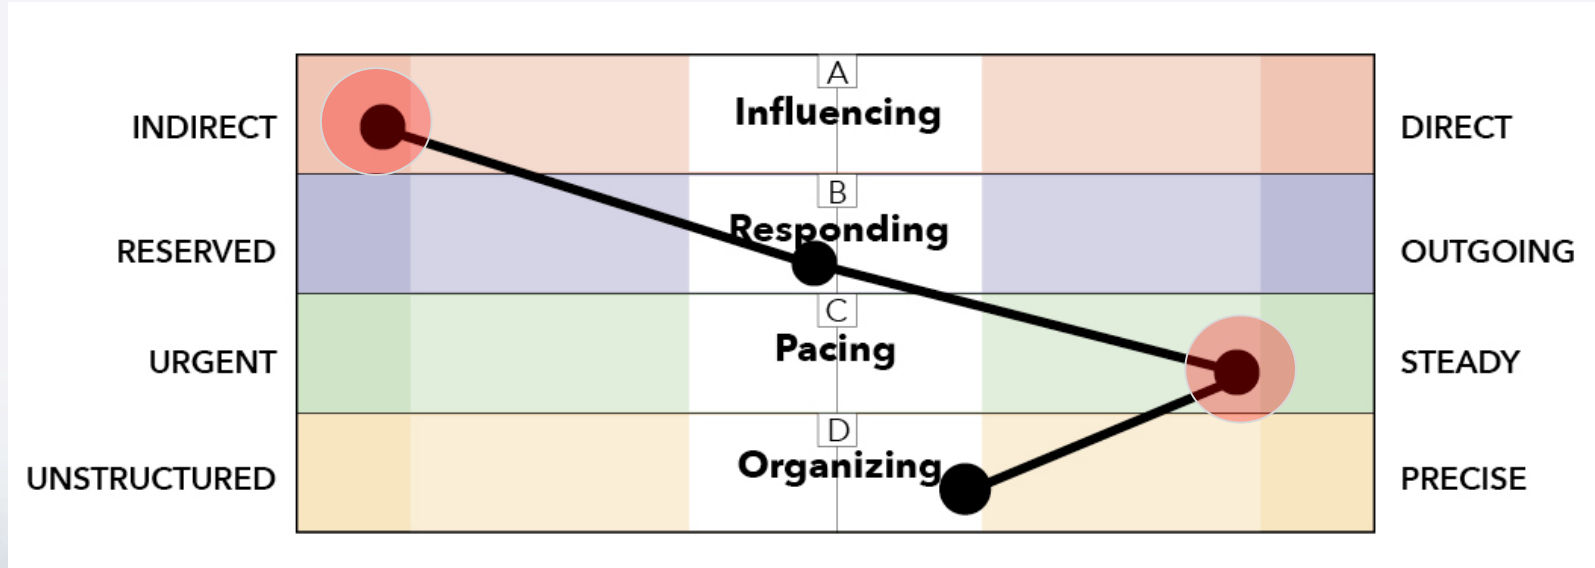 A
Influencing
INDIRECT
DIRECT
B
Responding
RESERVED
OUTGOING
C
Pacing
URGENT
STEADY
D
Organizing
UNSTRUCTURED
PRECISE